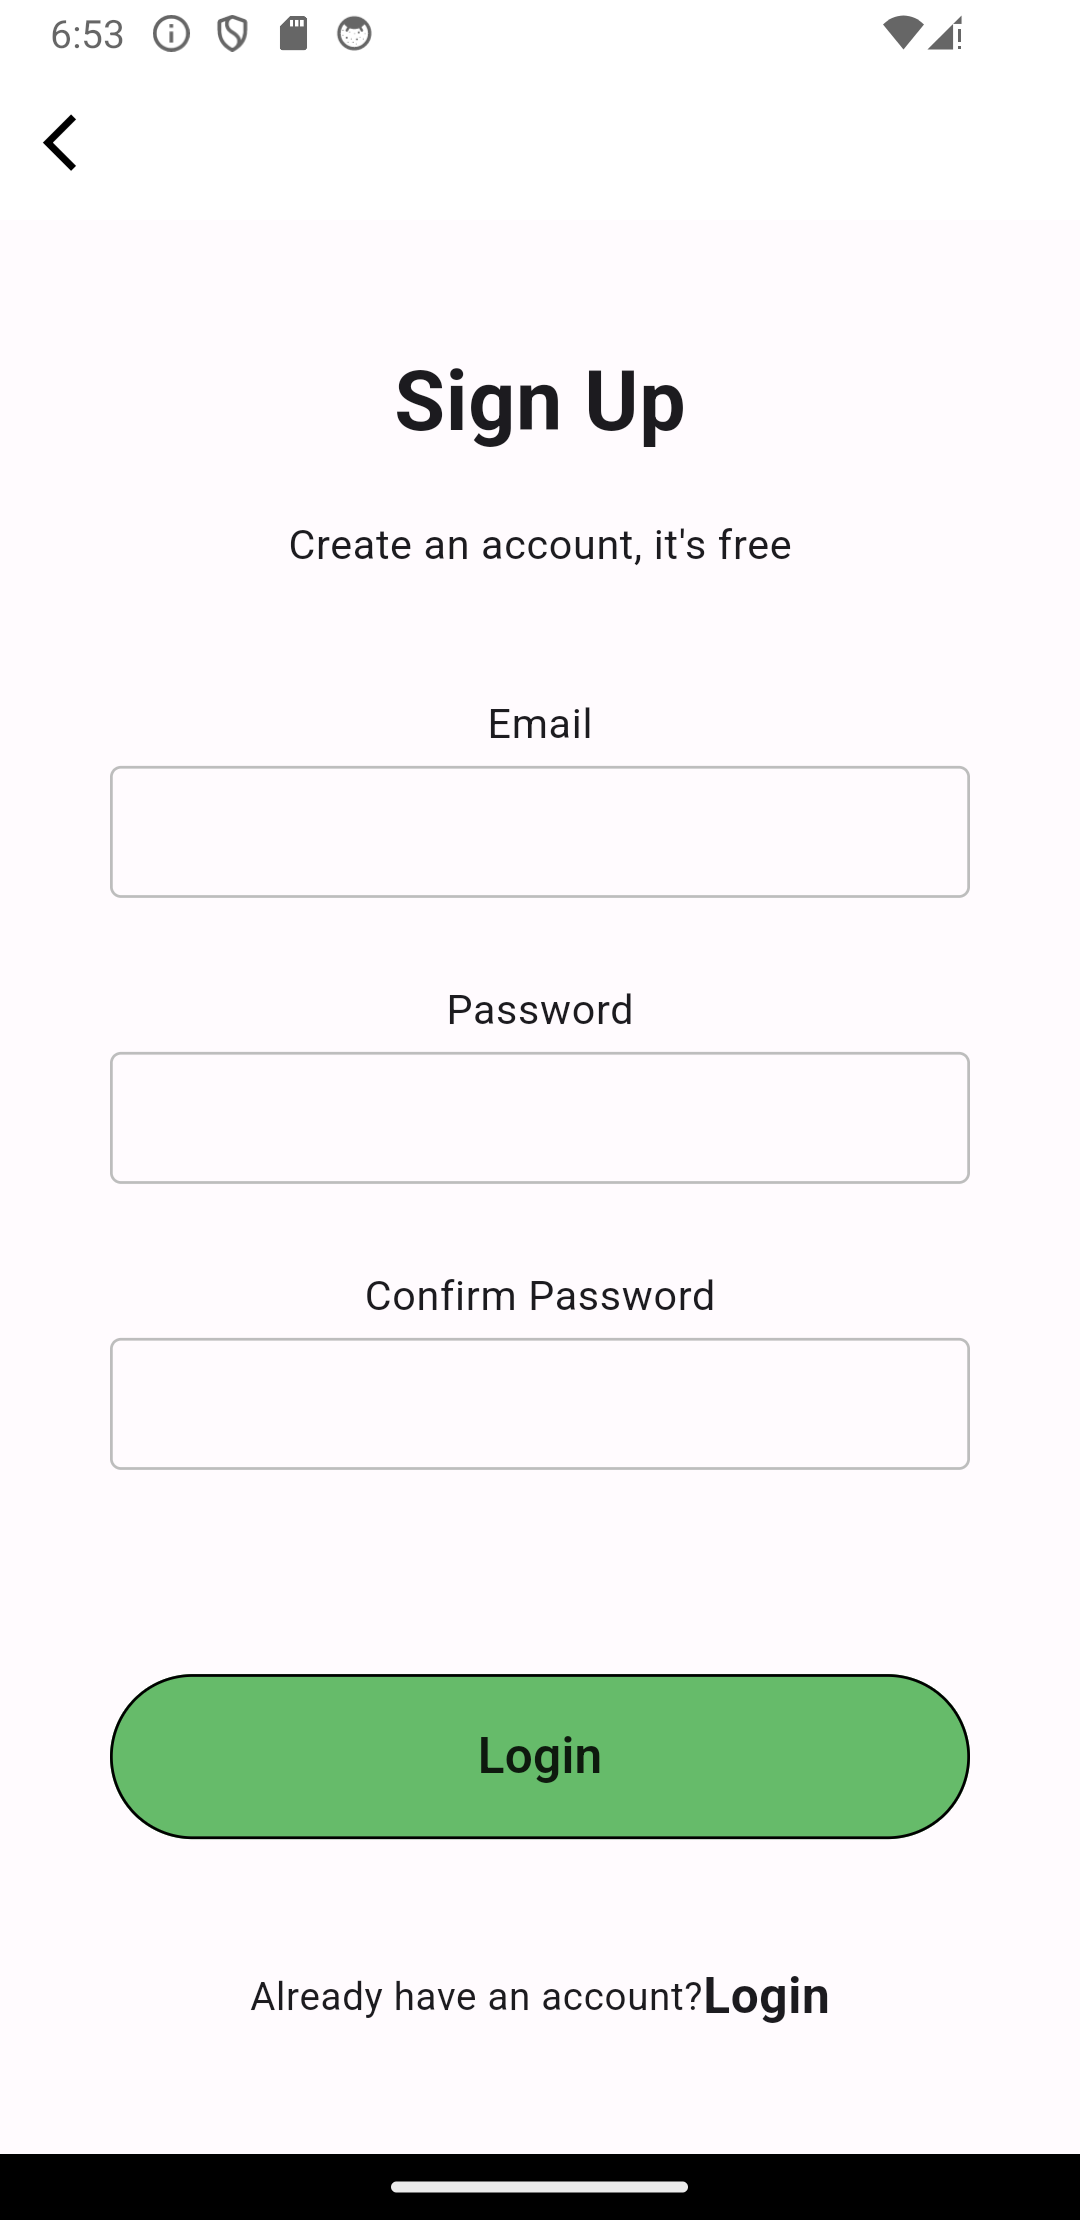 6:53
Sign Up
Create an account, it's free
Email
Password
Confirm Password
Login
Already have an account?Login